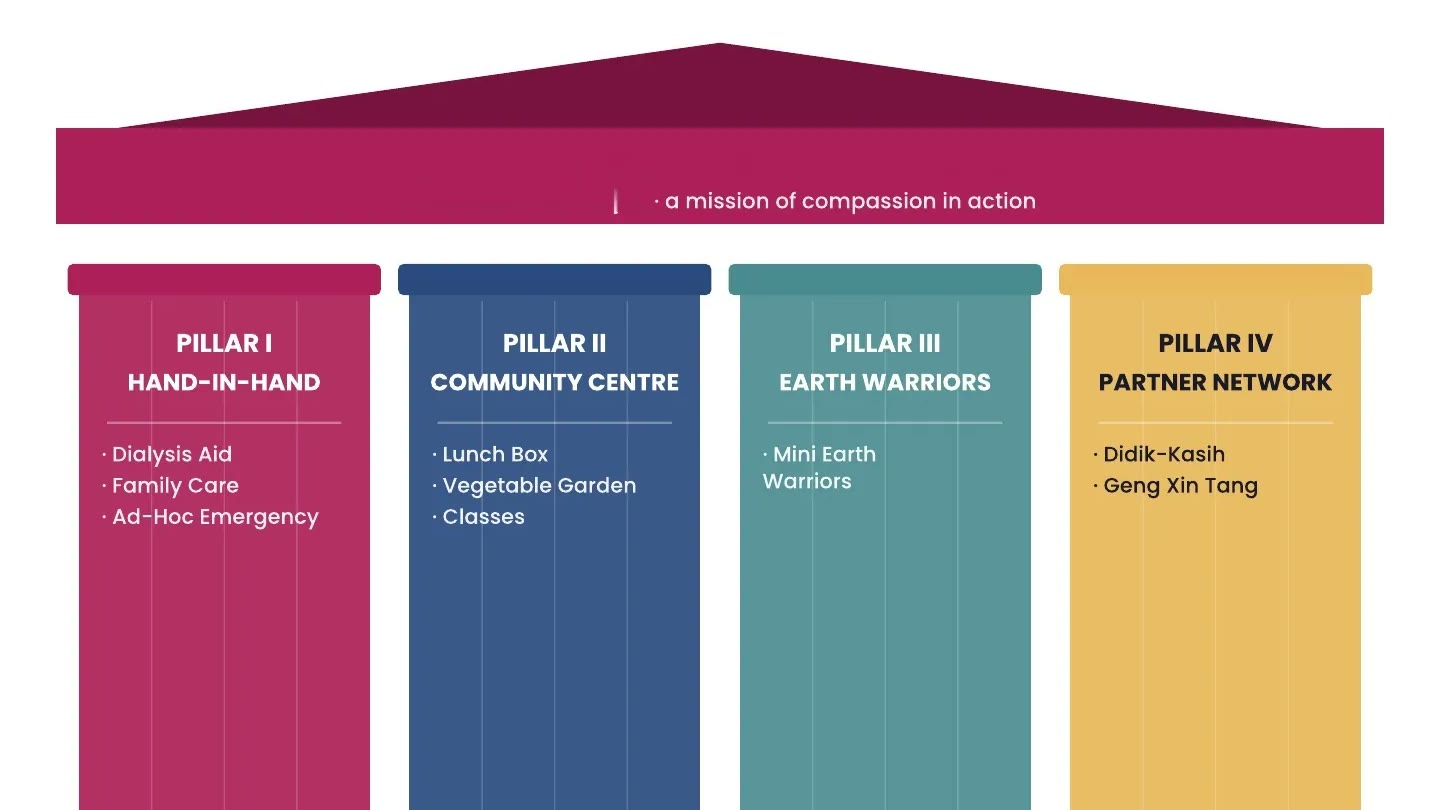 · a mission of compassion in action
PILLAR I
HAND-IN-HAND
· Dialysis Aid
· Family Care
· Ad-Hoc Emergency
PILLAR II
COMMUNITY CENTRE
· Lunch Box
· Vegetable Garden
· Classes
PILLAR III
EARTH WARRIORS
· Mini Earth
Warriors
PILLAR IV
PARTNER NETWORK
· Didik-Kasih
· Geng Xin Tang